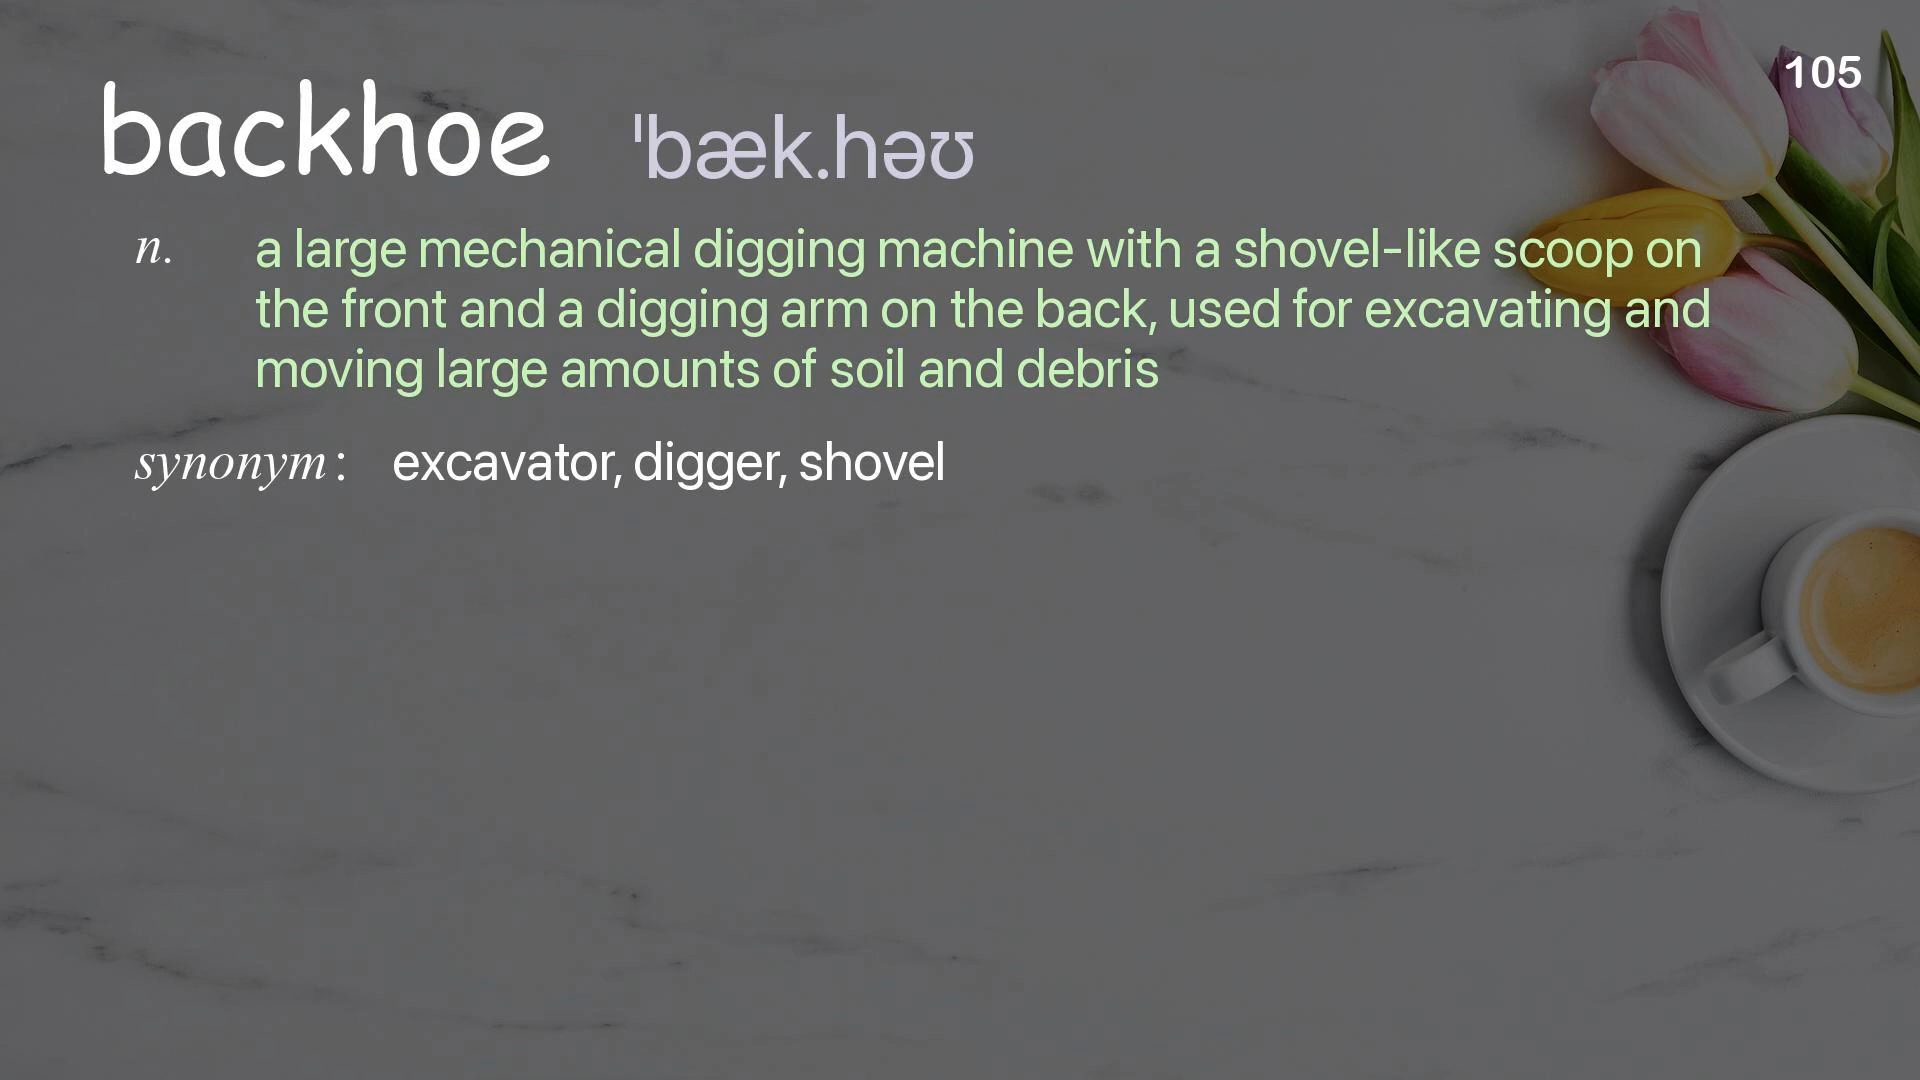 105
backhoe ˈbæk.həʊ
n. a large mechanical digging machine with a shovel-like scoop on
the front and a digging arm on the back, used for excavating and
moving large amounts of soil and debris
synonym: excavator, digger, shovel